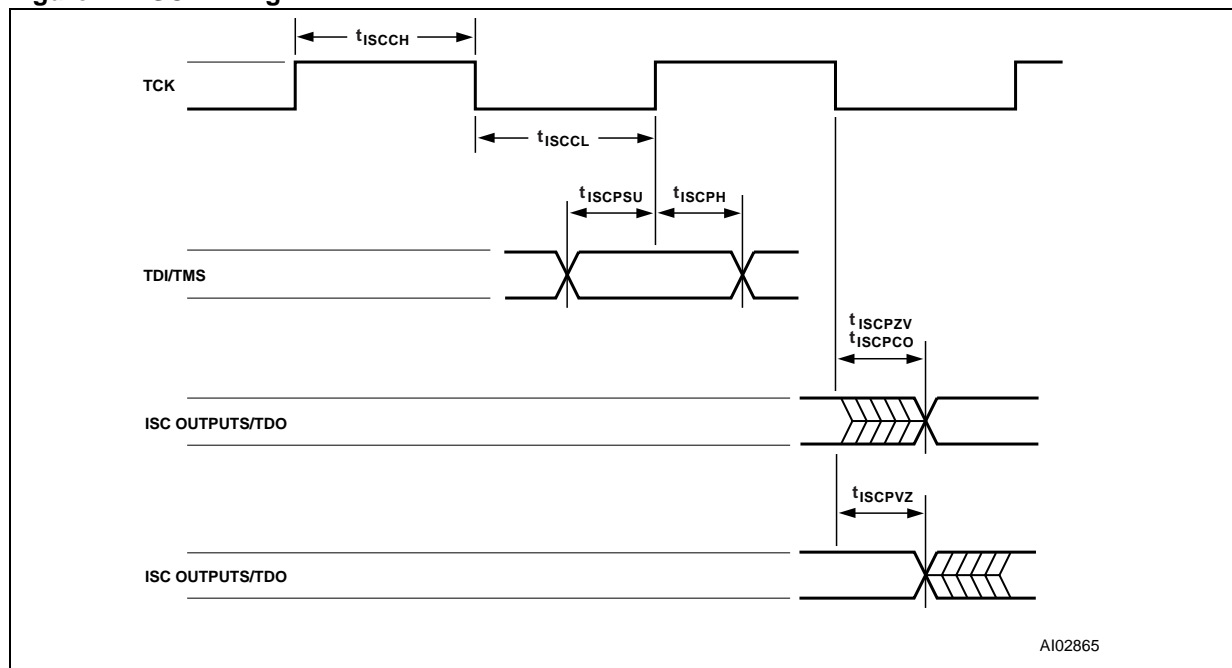 tISCCH
TCK
tISCCL
tISCPSU
tISCPH
TDI/TMS
tISCPZV
tISCPCO
ISC OUTPUTS/TDO
tISCPVZ
ISC OUTPUTS/TDO
AI02865